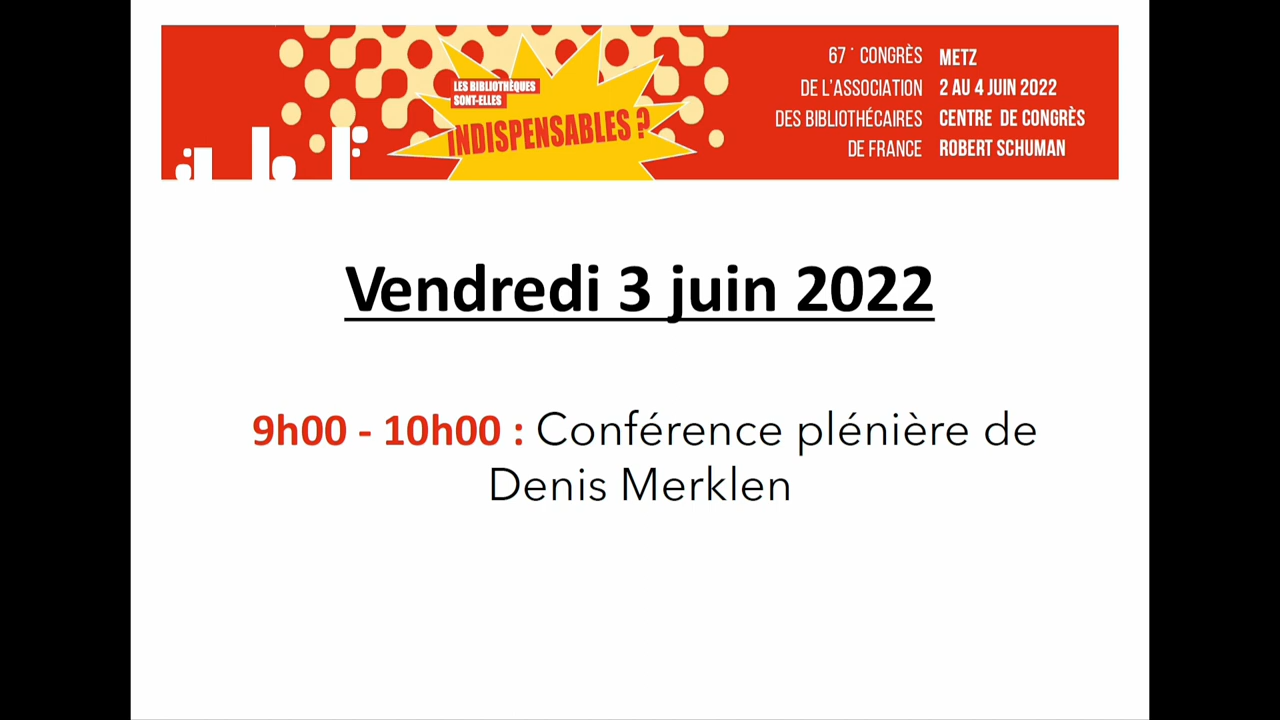 LES BIBLIOTHÈQUES
SONT-ELLES
INDISPENSABLES ?
abf
67e CONGRÈS
DE L'ASSOCIATION
DES BIBLIOTHÉCAIRES
DE FRANCE
METZ
2 AU 4 JUIN 2022
CENTRE DE CONGRÈS
ROBERT SCHUMAN
Vendredi 3 juin 2022
9h00 - 10h00 : Conférence plénière de
Denis Merklen